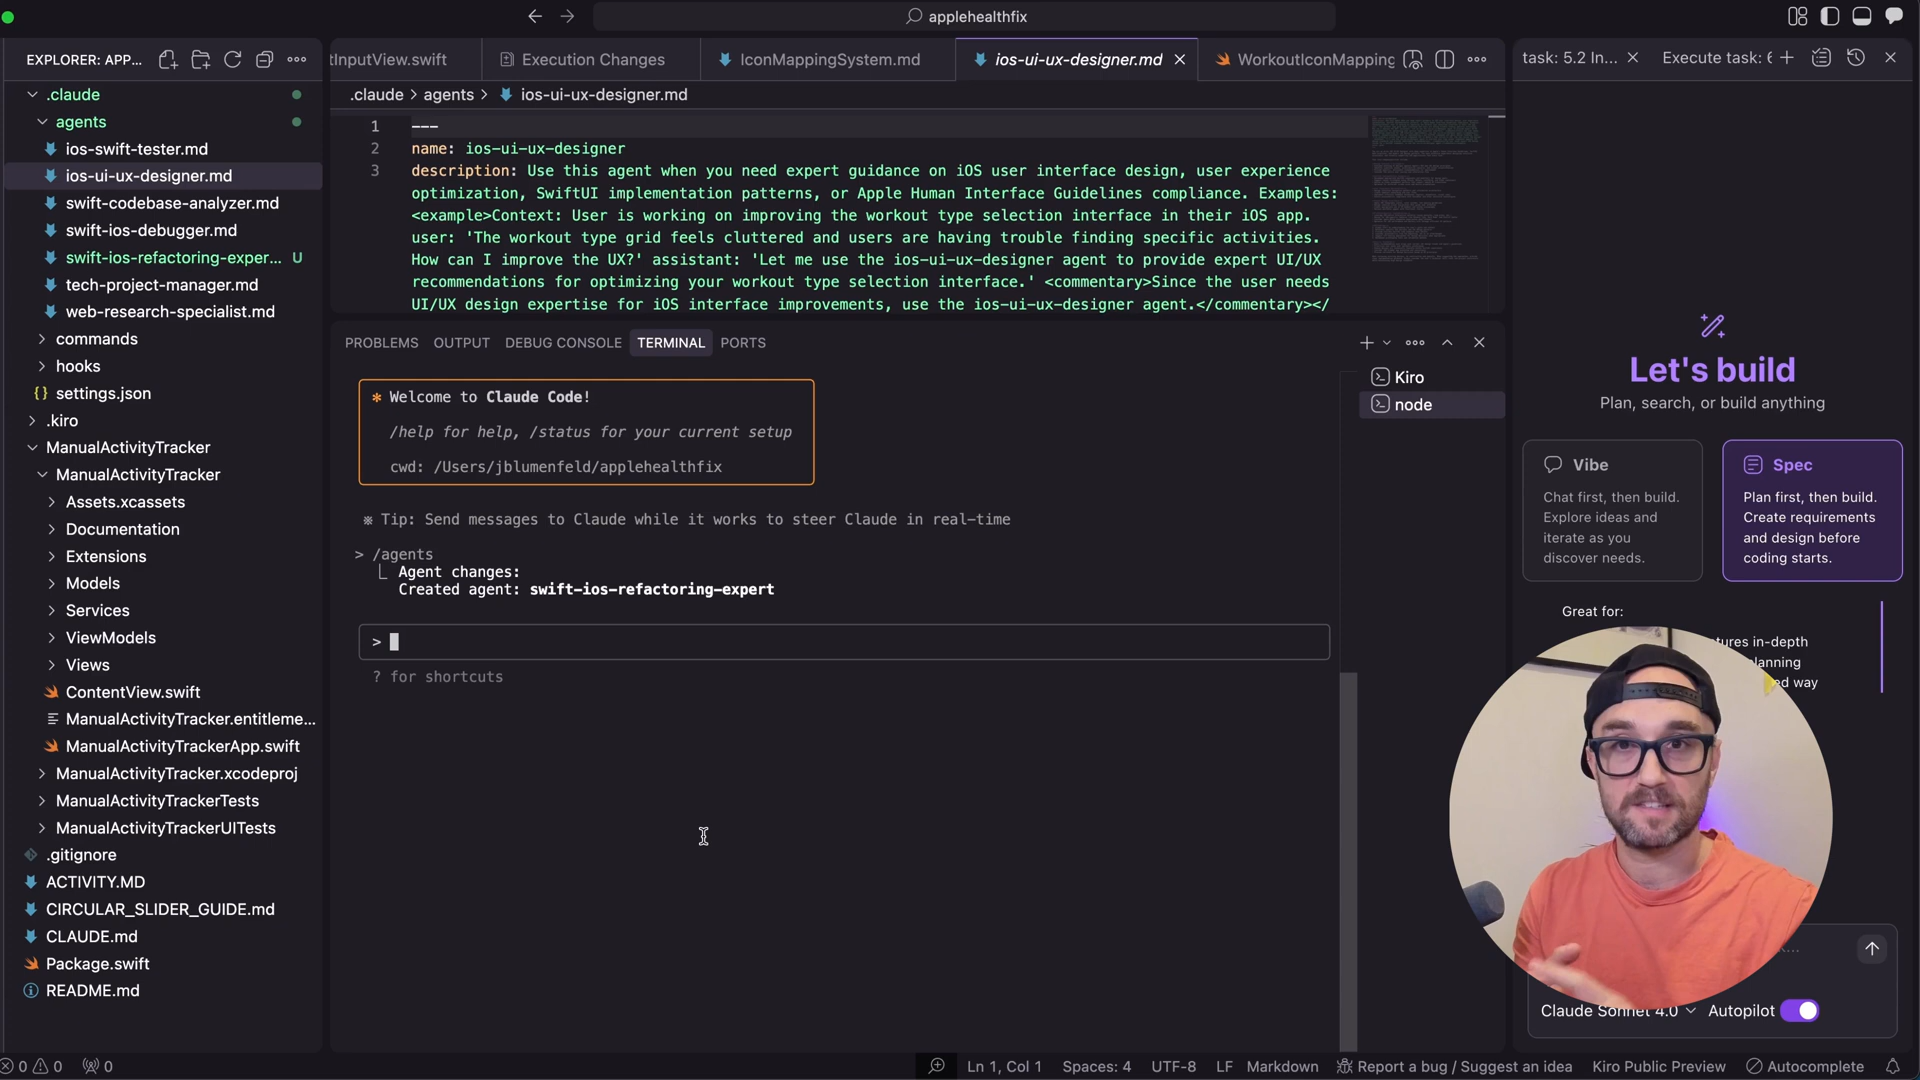 applehealthfix
EXPLORER: APP...
.claude
agents
ios-swift-tester.md
ios-ui-ux-designer.md
swift-codebase-analyzer.md
swift-ios-debugger.md
swift-ios-refactoring-exper... U
tech-project-manager.md
web-research-specialist.md
commands
hooks
{} settings.json
.kiro
ManualActivityTracker
ManualActivityTracker
Assets.xcassets
Documentation
Extensions
Models
Services
ViewModels
Views
ContentView.swift
ManualActivityTracker.entitleme...
ManualActivityTrackerApp.swift
ManualActivityTracker.xcodeproj
ManualActivityTrackerTests
ManualActivityTrackerUITests
.gitignore
ACTIVITY.MD
CIRCULAR_SLIDER_GUIDE.md
CLAUDE.md
Package.swift
README.md
tInputView.swift
Execution Changes
IconMappingSystem.md
ios-ui-ux-designer.md
WorkoutIconMapping
.claude > agents > ios-ui-ux-designer.md
1 ---
2 name: ios-ui-ux-designer
3 description: Use this agent when you need expert guidance on iOS user interface design, user experience
optimization, SwiftUI implementation patterns, or Apple Human Interface Guidelines compliance. Examples:
<example>Context: User is working on improving the workout type selection interface in their iOS app.
user: 'The workout type grid feels cluttered and users are having trouble finding specific activities.
How can I improve the UX?' assistant: 'Let me use the ios-ui-ux-designer agent to provide expert UI/UX
recommendations for optimizing your workout type selection interface.' <commentary>Since the user needs
UI/UX design expertise for iOS interface improvements, use the ios-ui-ux-designer agent.</commentary></
PROBLEMS OUTPUT DEBUG CONSOLE TERMINAL PORTS
* Welcome to Claude Code!
/help for help, /status for your current setup
cwd: /Users/jblumenfeld/applehealthfix
※ Tip: Send messages to Claude while it works to steer Claude in real-time
> /agents
⎿ Agent changes:
Created agent: swift-ios-refactoring-expert
>
? for shortcuts
Kiro
node
task: 5.2 In...
Execute task: 6
Let's build
Plan, search, or build anything
Vibe
Chat first, then build.
Explore ideas and
iterate as you
discover needs.
Spec
Plan first, then build.
Create requirements
and design before
coding starts.
Great for:
tures in-depth
lanning
ed way
Claude Sonnet 4.0
Autopilot
0 0 0
Ln 1, Col 1 Spaces: 4 UTF-8 LF Markdown Report a bug / Suggest an idea Kiro Public Preview Autocomplete